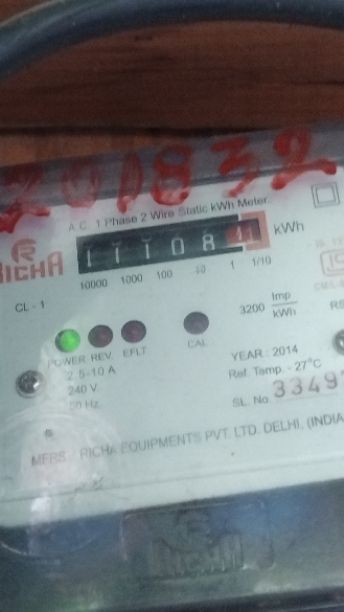 201832
A.C. 1 Phase 2 Wire Static kWh Meter.
RICHA
111084
kWh
10000 1000 100 10 1 1/10
CL - 1
3200 Imp/kWh
POWER REV. EFLT CAL
2.5-10 A
240 V
50 Hz.
YEAR : 2014
Ref. Temp. - 27°C
SL. No. 3349
MFRS. RICHA EQUIPMENTS PVT. LTD. DELHI, (INDIA
RICHA